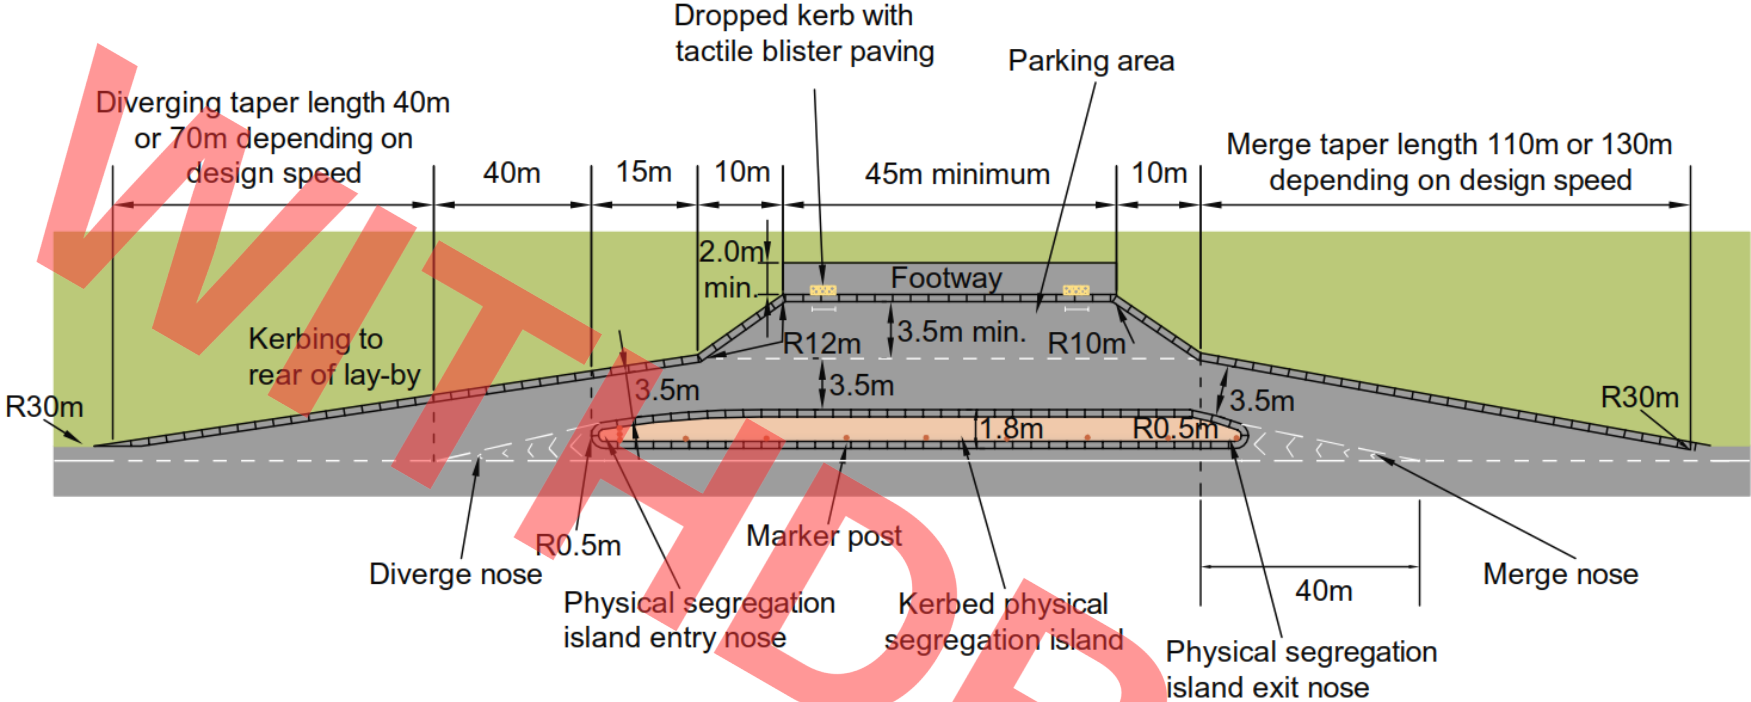 Dropped kerb with
tactile blister paving
Parking area
Diverging taper length 40m
or 70m depending on
design speed
40m
15m
10m
45m minimum
10m
Merge taper length 110m or 130m
depending on design speed
2.0m
min.
Footway
Kerbing to
rear of lay-by
R12m
3.5m min.
R10m
3.5m
3.5m
3.5m
R30m
R30m
1.8m
R0.5m
R0.5m
Marker post
Diverge nose
Merge nose
40m
Physical segregation
island entry nose
Kerbed physical
segregation island
Physical segregation
island exit nose